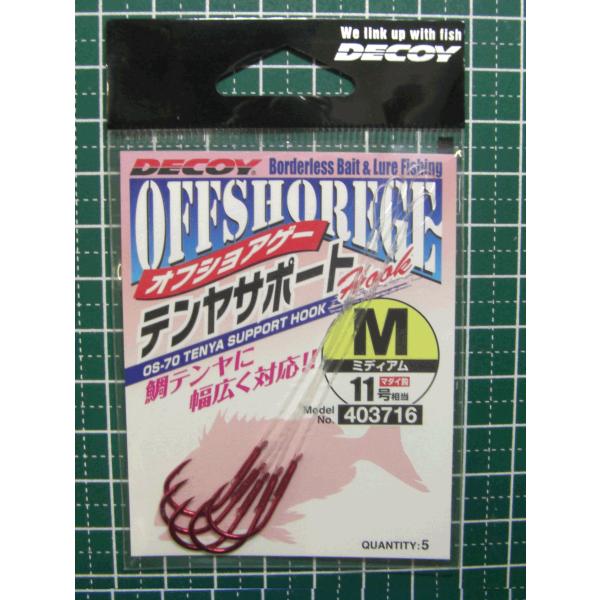 We link up with fish
DECOY
DECOY Borderless Bait & Lure Fishing
OFFSHOREGE
オフショアゲー
テンヤサポート
Hook
OS-70 TENYA SUPPORT HOOK
鯛テンヤに
幅広く対応!!
M
ミディアム
マダイ鈎
11号相当
Model No. 403716
QUANTITY:5